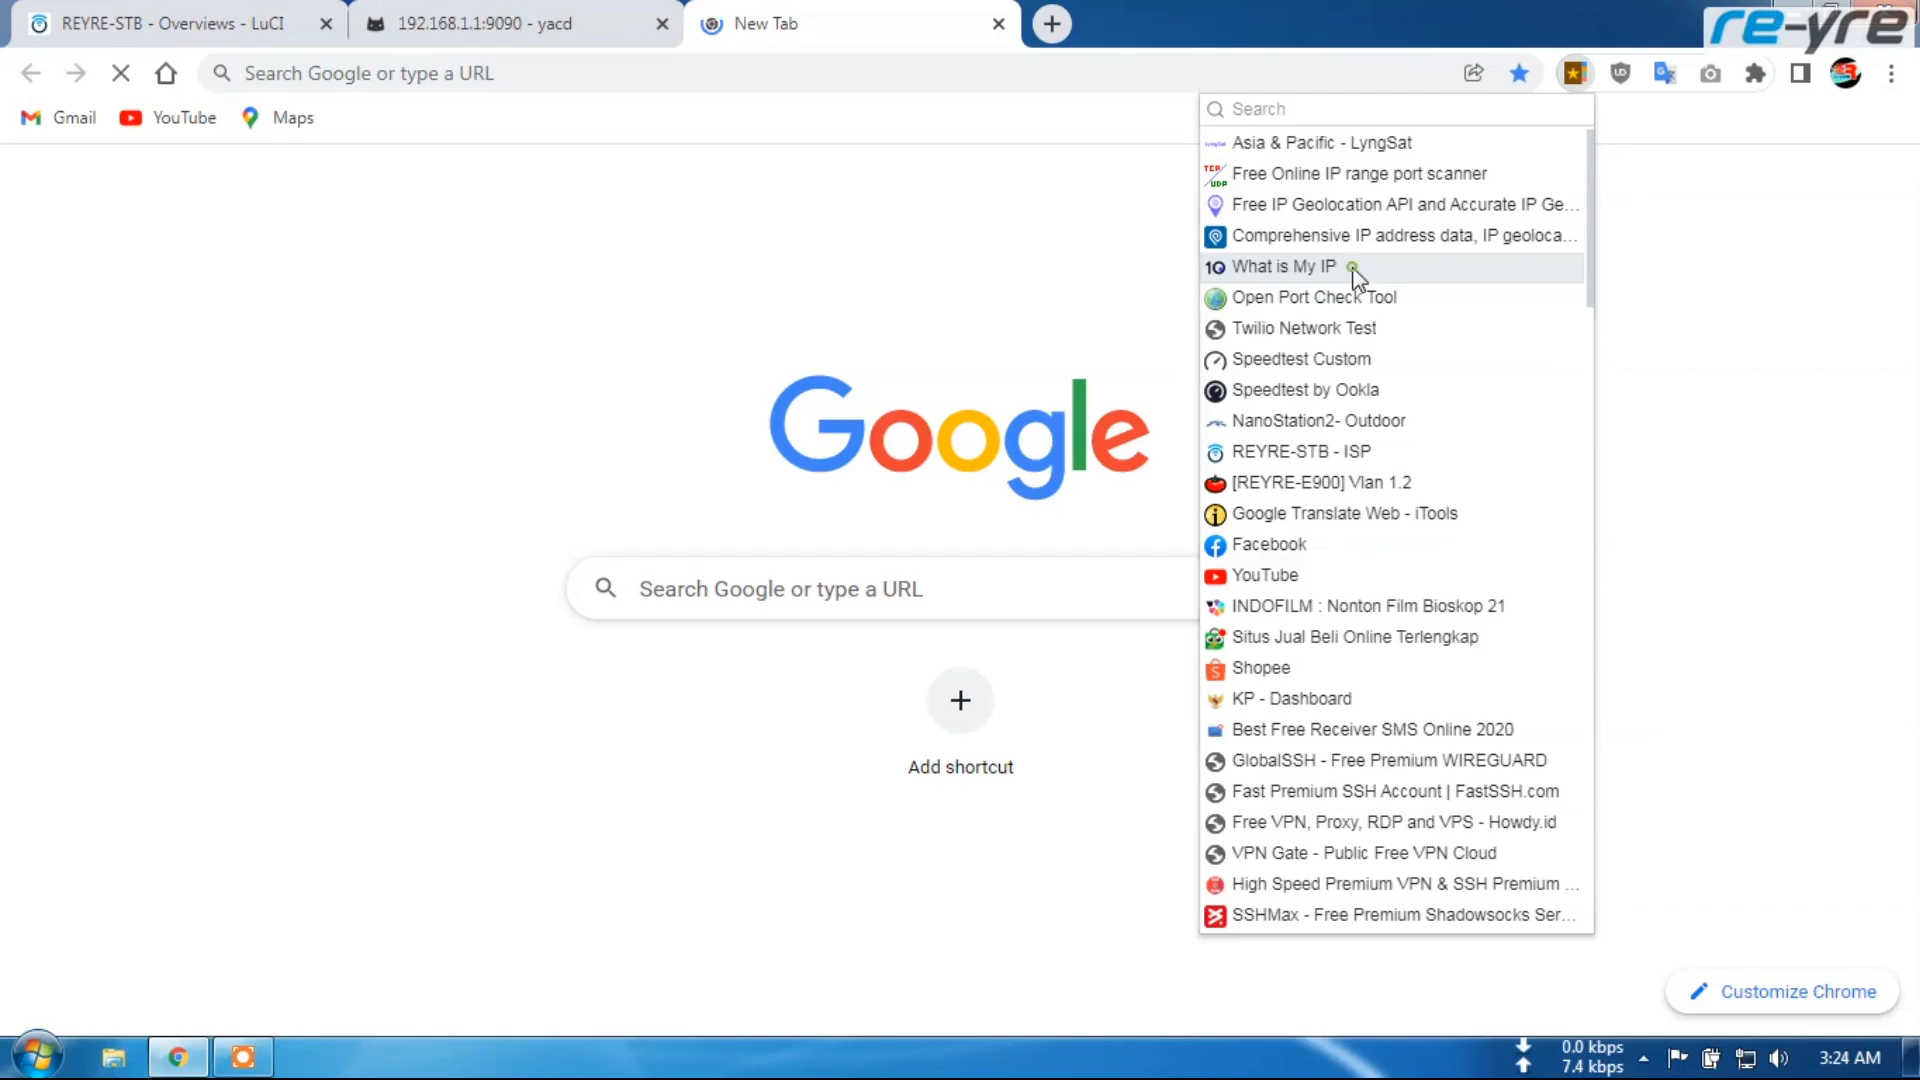 REYRE-STB - Overviews - LuCI
192.168.1.1:9090 - yacd
New Tab
re-yre
Search Google or type a URL
Gmail
YouTube
Maps
Search
Asia & Pacific - LyngSat
Free Online IP range port scanner
Free IP Geolocation API and Accurate IP Ge...
Comprehensive IP address data, IP geoloca...
What is My IP
Open Port Check Tool
Twilio Network Test
Speedtest Custom
Speedtest by Ookla
NanoStation2- Outdoor
REYRE-STB - ISP
[REYRE-E900] Vlan 1.2
Google Translate Web - iTools
Facebook
YouTube
INDOFILM : Nonton Film Bioskop 21
Situs Jual Beli Online Terlengkap
Shopee
KP - Dashboard
Best Free Receiver SMS Online 2020
GlobalSSH - Free Premium WIREGUARD
Fast Premium SSH Account | FastSSH.com
Free VPN, Proxy, RDP and VPS - Howdy.id
VPN Gate - Public Free VPN Cloud
High Speed Premium VPN & SSH Premium ...
SSHMax - Free Premium Shadowsocks Ser...
Google
Search Google or type a URL
Add shortcut
Customize Chrome
0.0 kbps
7.4 kbps
3:24 AM